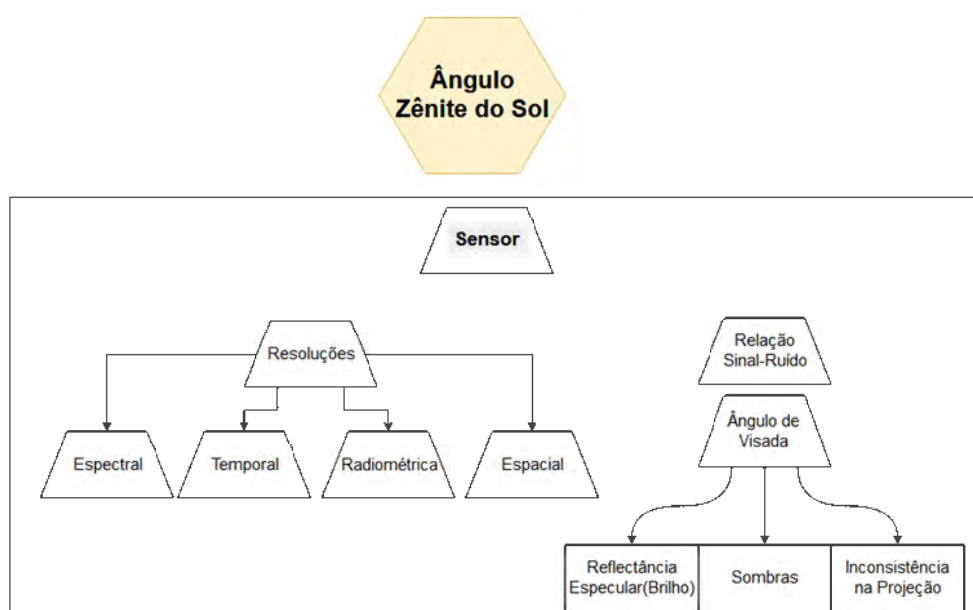 Ângulo
Zênite do Sol
Sensor
Resoluções
Relação
Sinal-Ruído
Ângulo de
Visada
Espectral
Temporal
Radiométrica
Espacial
Reflectância
Especular(Brilho)
Sombras
Inconsistência
na Projeção